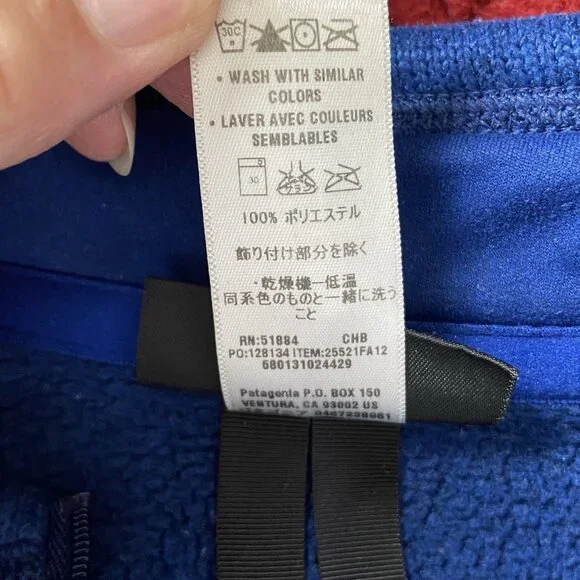 30C
• WASH WITH SIMILAR
COLORS
• LAVER AVEC COULEURS
SEMBLABLES
30
100% ポリエステル
飾り付け部分を除く
・乾燥機－低温
同系色のものと一緒に洗う
こと
RN:51884 CHB
PO:128134 ITEM:25521FA12
680131024429
Patagonia P.O. BOX 150
VENTURA, CA 93002 US